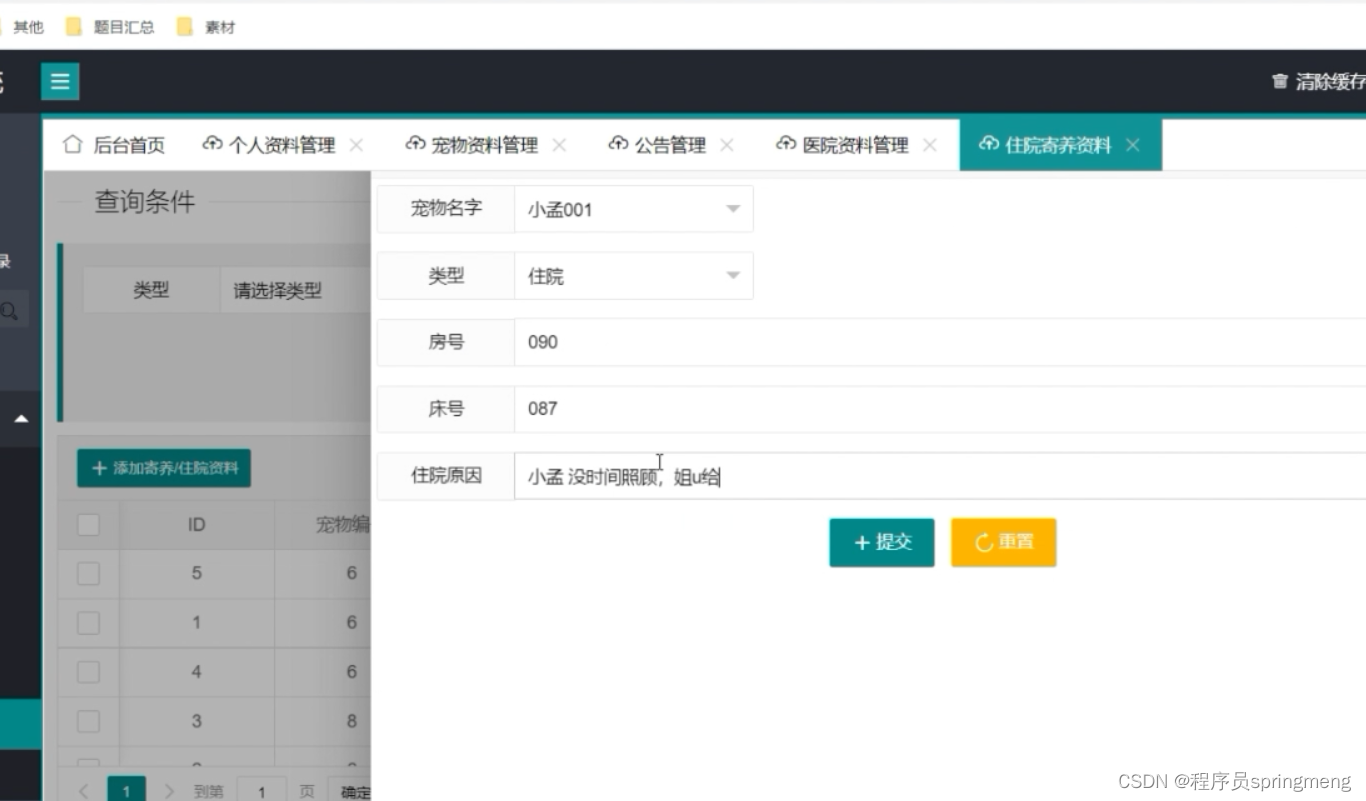 其他 题目汇总 素材
清除缓存
后台首页 个人资料管理 宠物资料管理 公告管理 医院资料管理 住院寄养资料
查询条件
宠物名字 小孟001
类型 住院
类型 请选择类型
房号 090
床号 087
添加寄养/住院资料
住院原因 小孟 没时间照顾，姐u给
提交 重置
ID 宠物编
5 6
1 6
4 6
3 8
1 到第 1 页 确定
CSDN @程序员springmeng